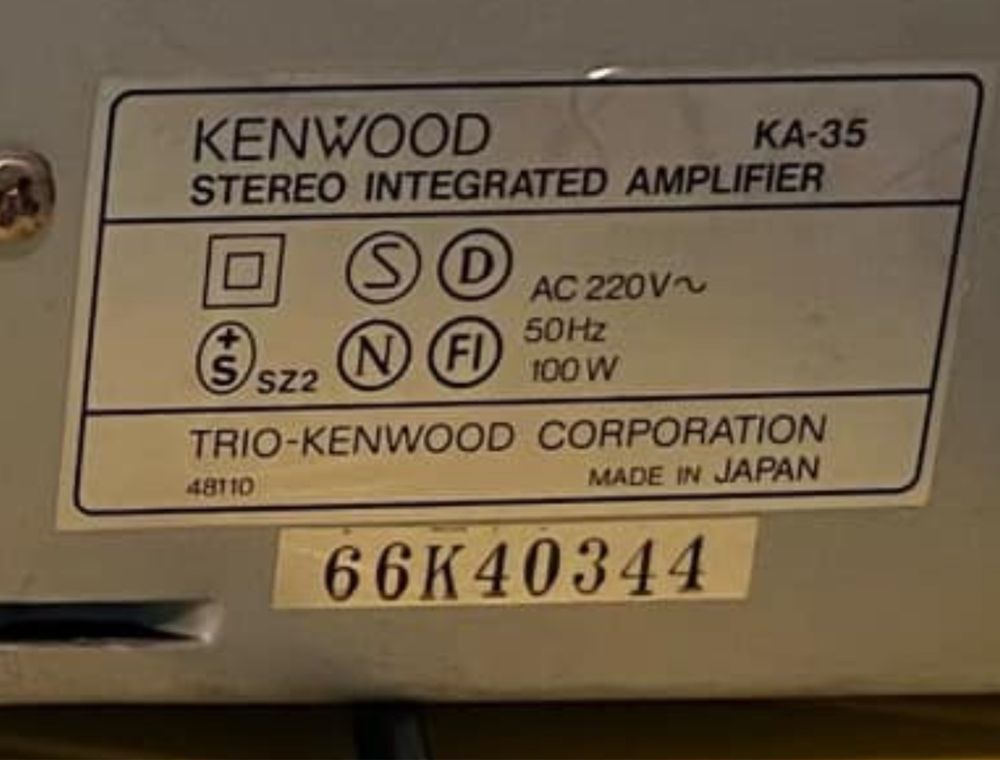 KENWOOD KA-35
STEREO INTEGRATED AMPLIFIER
S D AC 220V~
50Hz
+S SZ2 N FI 100W
TRIO-KENWOOD CORPORATION
48110 MADE IN JAPAN
66K40344